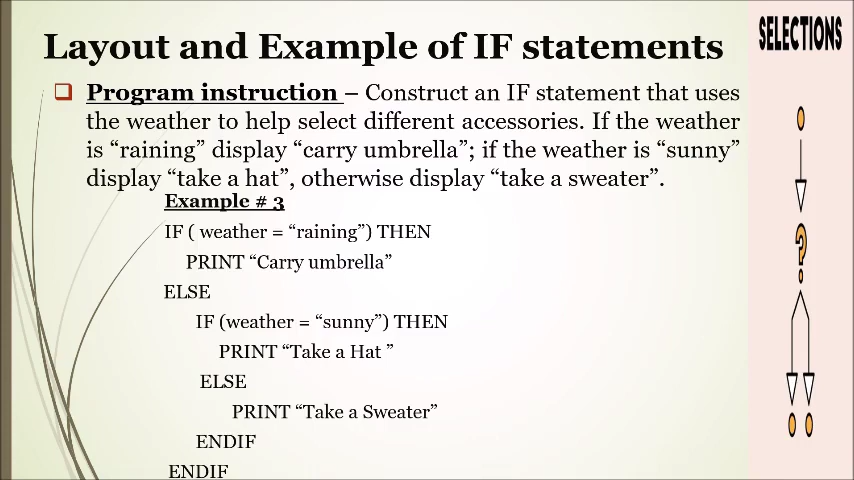 Layout and Example of IF statements
SELECTIONS
❑ Program instruction – Construct an IF statement that uses
the weather to help select different accessories. If the weather
is “raining” display “carry umbrella”; if the weather is “sunny”
display “take a hat”, otherwise display “take a sweater”.
Example # 3
IF ( weather = “raining”) THEN
PRINT “Carry umbrella”
ELSE
IF (weather = “sunny”) THEN
PRINT “Take a Hat ”
ELSE
PRINT “Take a Sweater”
ENDIF
ENDIF
?